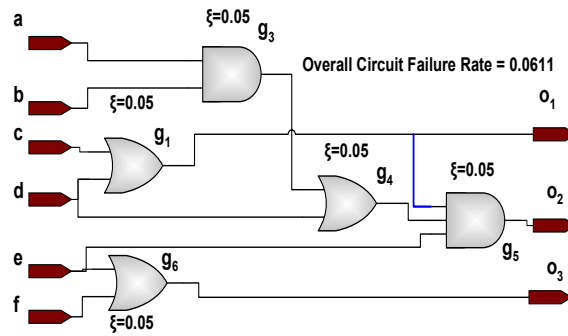 a
ξ=0.05
g3
Overall Circuit Failure Rate = 0.0611
b
ξ=0.05
o1
c
g1
ξ=0.05
ξ=0.05
d
g4
o2
g5
e
g6
o3
f
ξ=0.05